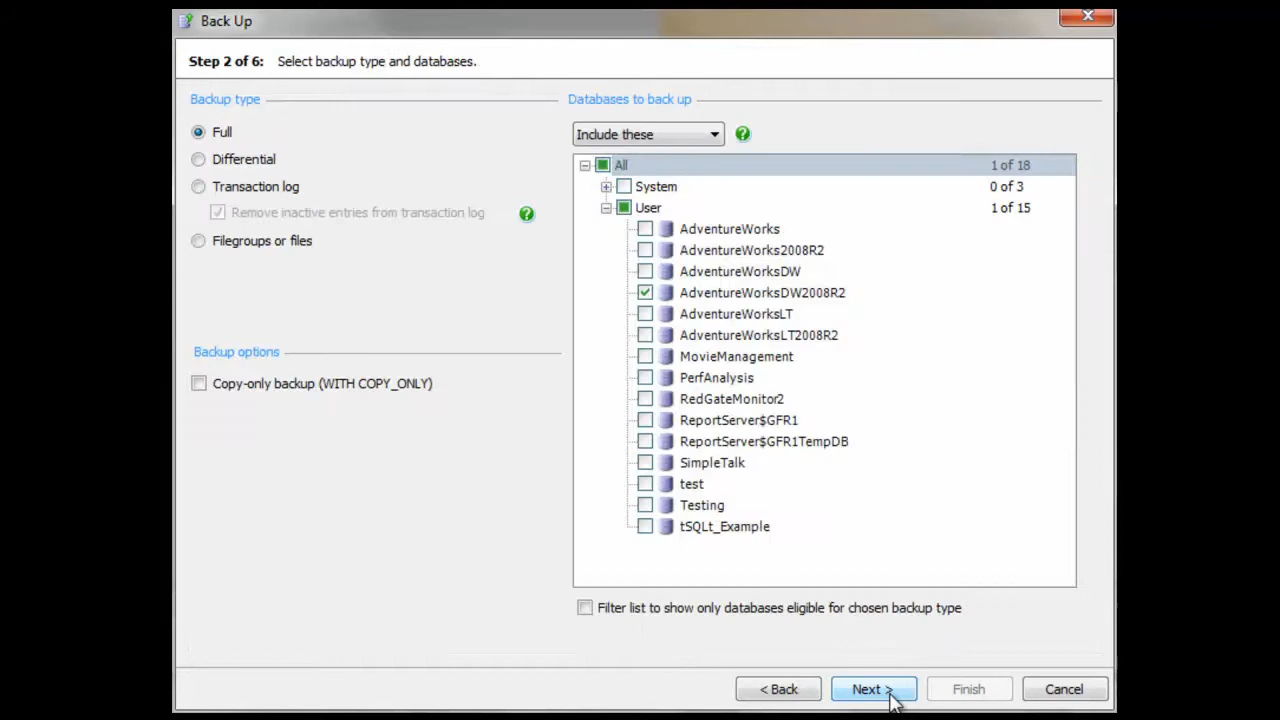 Back Up
Step 2 of 6: Select backup type and databases.
Backup type
Full
Differential
Transaction log
Remove inactive entries from transaction log
Filegroups or files
Backup options
Copy-only backup (WITH COPY_ONLY)
Databases to back up
Include these
All 1 of 18
System 0 of 3
User 1 of 15
AdventureWorks
AdventureWorks2008R2
AdventureWorksDW
AdventureWorksDW2008R2
AdventureWorksLT
AdventureWorksLT2008R2
MovieManagement
PerfAnalysis
RedGateMonitor2
ReportServer$GFR1
ReportServer$GFR1TempDB
SimpleTalk
test
Testing
tSQLt_Example
Filter list to show only databases eligible for chosen backup type
< Back Next > Finish Cancel